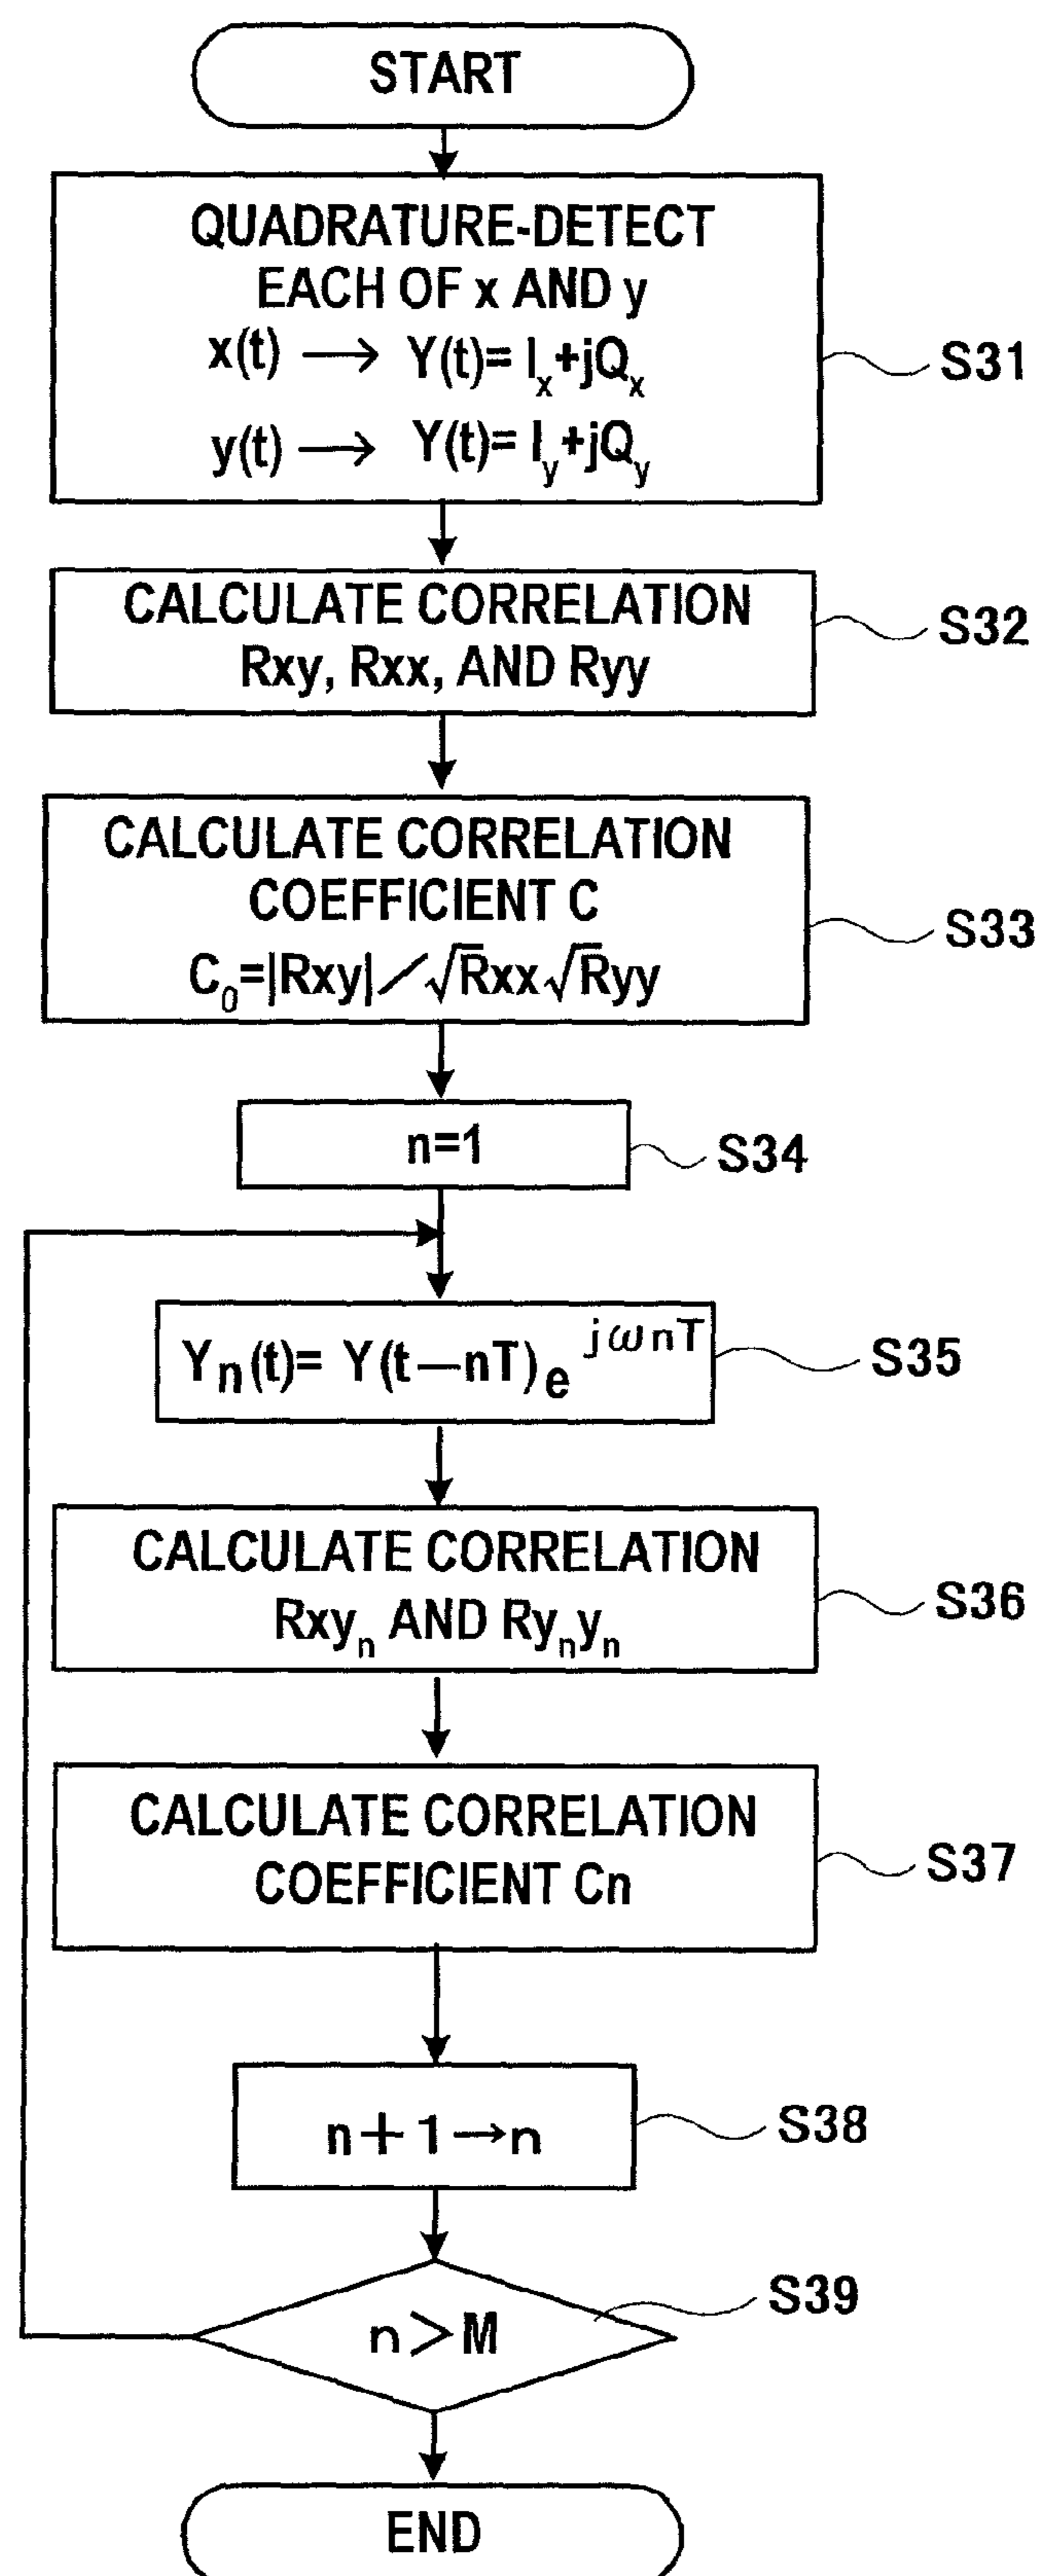 START
QUADRATURE-DETECT
EACH OF x AND y
x(t) → Y(t)= Iₓ+jQₓ
y(t) → Y(t)= I_y+jQ_y
S31
CALCULATE CORRELATION
Rxy, Rxx, AND Ryy
S32
CALCULATE CORRELATION
COEFFICIENT C
C₀=|Rxy|／√Rxx√Ryy
S33
n=1
S34
Yn(t)= Y(t—nT)e^jωnT
S35
CALCULATE CORRELATION
Rxyₙ AND Ryₙyₙ
S36
CALCULATE CORRELATION
COEFFICIENT Cn
S37
n+1→n
S38
n>M
S39
END